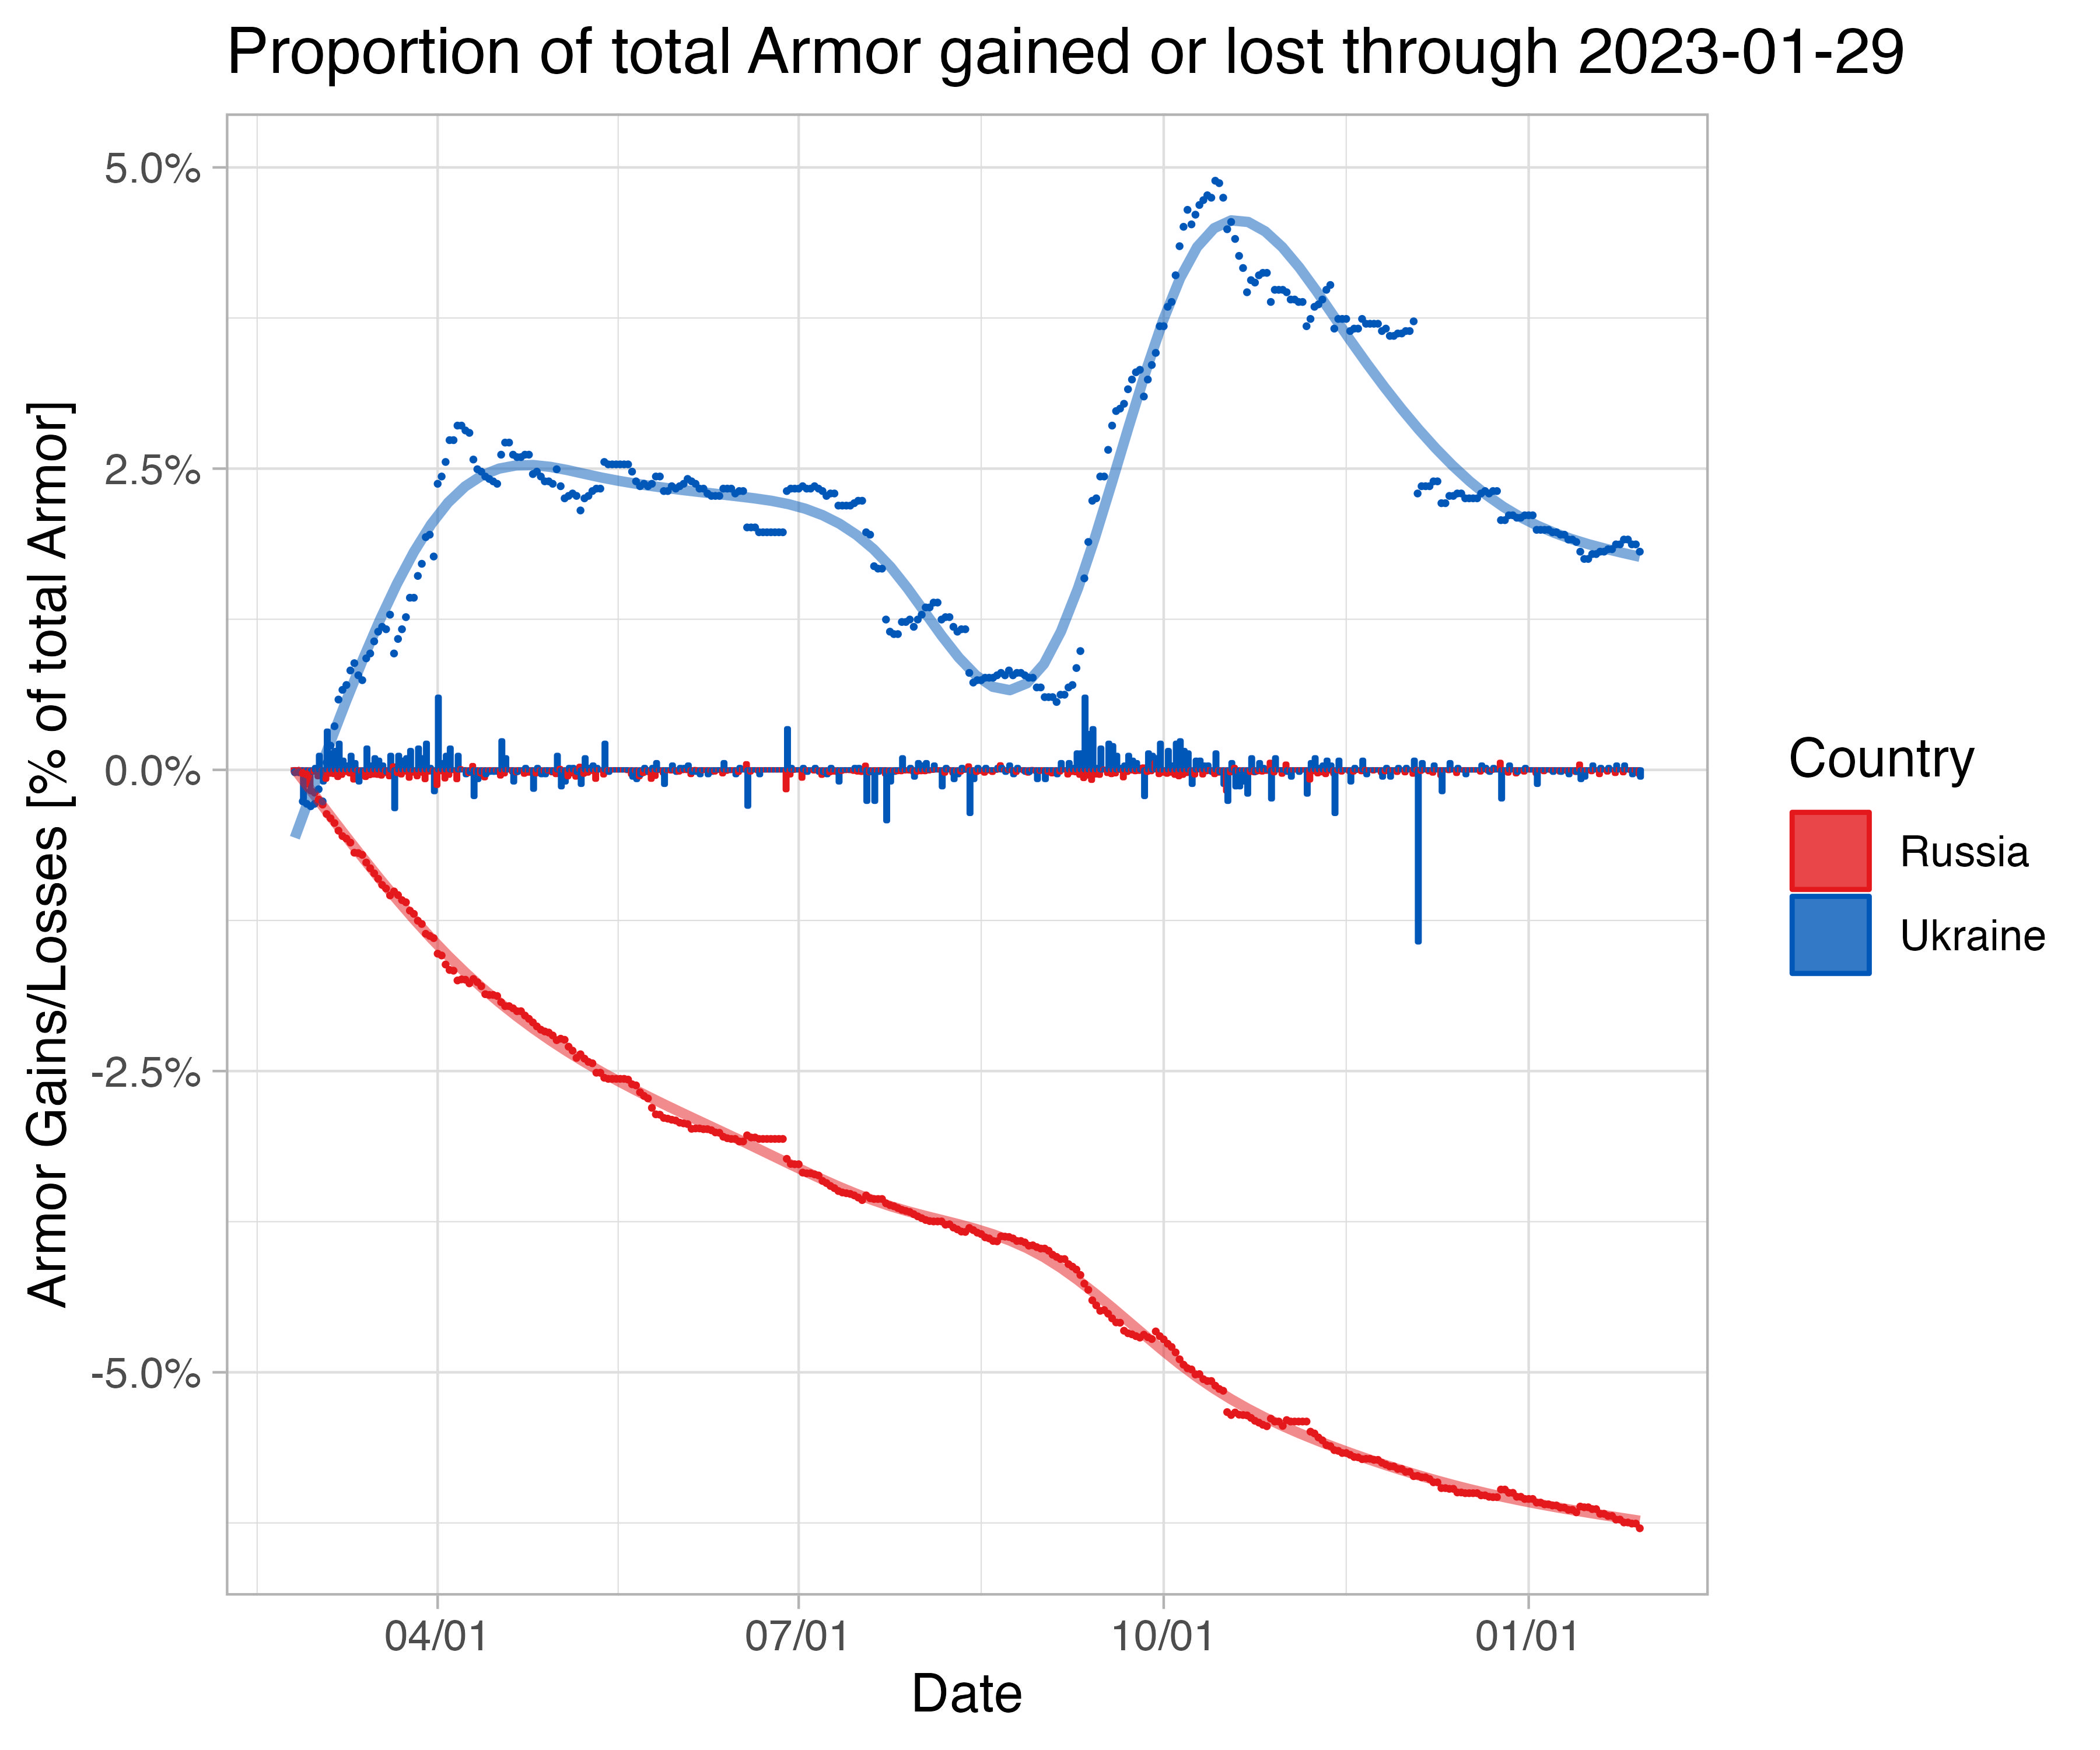 Proportion of total Armor gained or lost through 2023-01-29
Armor Gains/Losses [% of total Armor]
5.0%
2.5%
0.0%
-2.5%
-5.0%
04/01
07/01
10/01
01/01
Date
Country
Russia
Ukraine